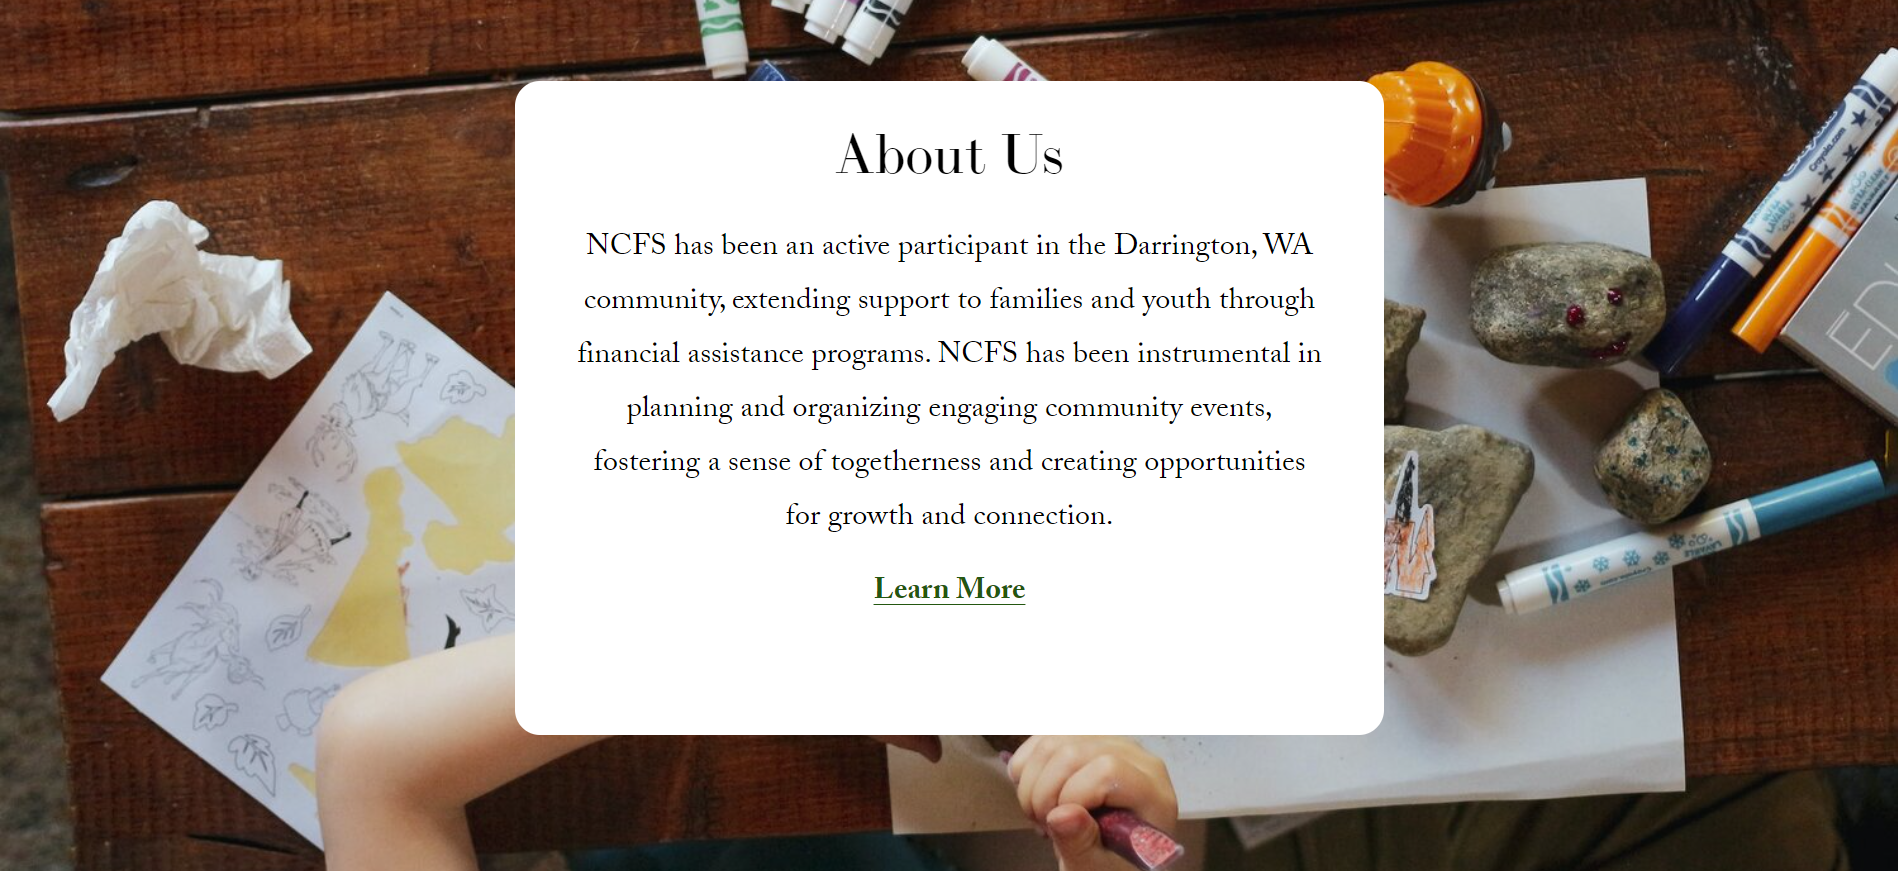 About Us
NCFS has been an active participant in the Darrington, WA
community, extending support to families and youth through
financial assistance programs. NCFS has been instrumental in
planning and organizing engaging community events,
fostering a sense of togetherness and creating opportunities
for growth and connection.
Learn More
Crayola.com